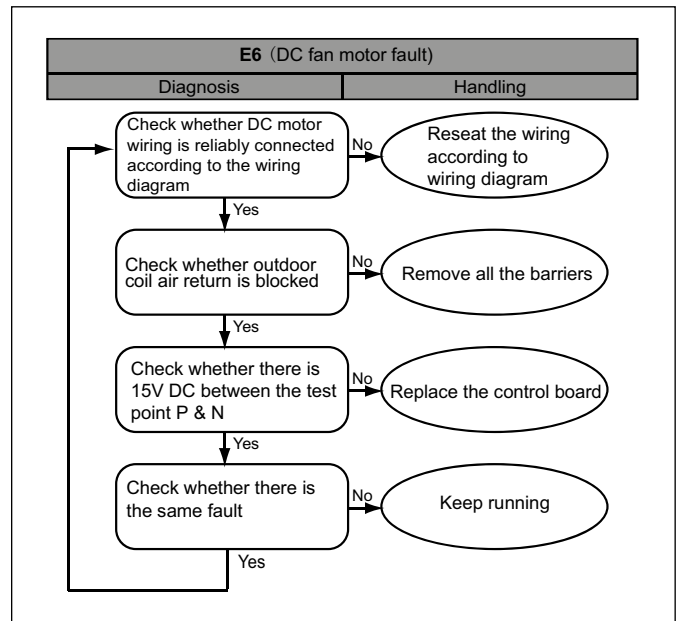 E6（DC fan motor fault)
Diagnosis
Handling
Check whether DC motor
wiring is reliably connected
according to the wiring
diagram
No
Reseat the wiring
according to
wiring diagram
Yes
Check whether outdoor
coil air return is blocked
No
Remove all the barriers
Yes
Check whether there is
15V DC between the test
point P & N
No
Replace the control board
Yes
Check whether there is
the same fault
No
Keep running
Yes